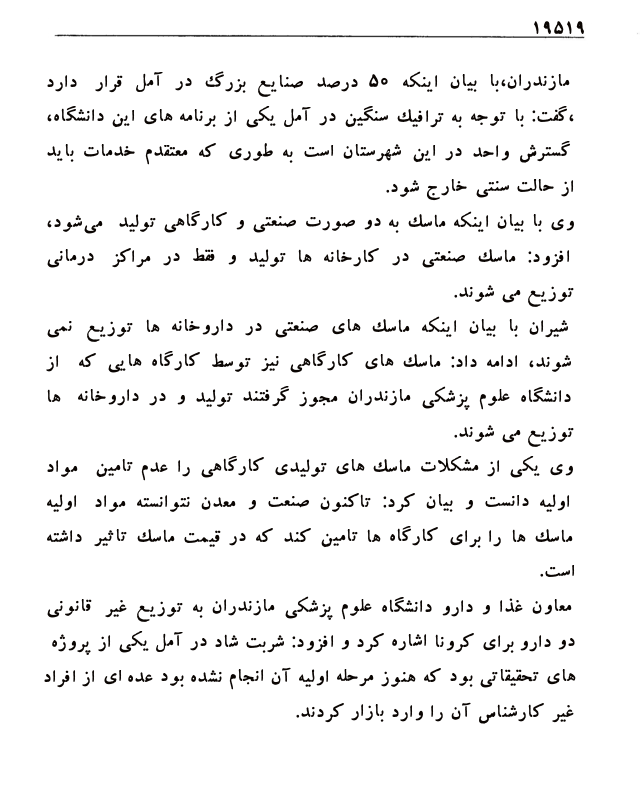 ۱۹۵۱۹
مازندران،با بیان اینکه ۵۰ درصد صنایع بزرگ در آمل قرار دارد
،گفت: با توجه به ترافیك سنگین در آمل یکی از برنامه های این دانشگاه،
گسترش واحد در این شهرستان است به طوری که معتقدم خدمات باید
از حالت سنتی خارج شود.
وی با بیان اینکه ماسك به دو صورت صنعتی و کارگاهی تولید می‌شود،
افزود: ماسك صنعتی در کارخانه ها تولید و فقط در مراکز درمانی
توزیع می شوند.
شیران با بیان اینکه ماسك های صنعتی در داروخانه ها توزیع نمی
شوند، ادامه داد: ماسك های کارگاهی نیز توسط کارگاه هایی که از
دانشگاه علوم پزشکی مازندران مجوز گرفتند تولید و در داروخانه ها
توزیع می شوند.
وی یکی از مشکلات ماسك های تولیدی کارگاهی را عدم تامین مواد
اولیه دانست و بیان کرد: تاکنون صنعت و معدن نتوانسته مواد اولیه
ماسك ها را برای کارگاه ها تامین کند که در قیمت ماسك تاثیر داشته
است.
معاون غذا و دارو دانشگاه علوم پزشکی مازندران به توزیع غیر قانونی
دو دارو برای کرونا اشاره کرد و افزود: شربت شاد در آمل یکی از پروژه
های تحقیقاتی بود که هنوز مرحله اولیه آن انجام نشده بود عده ای از افراد
غیر کارشناس آن را وارد بازار کردند.